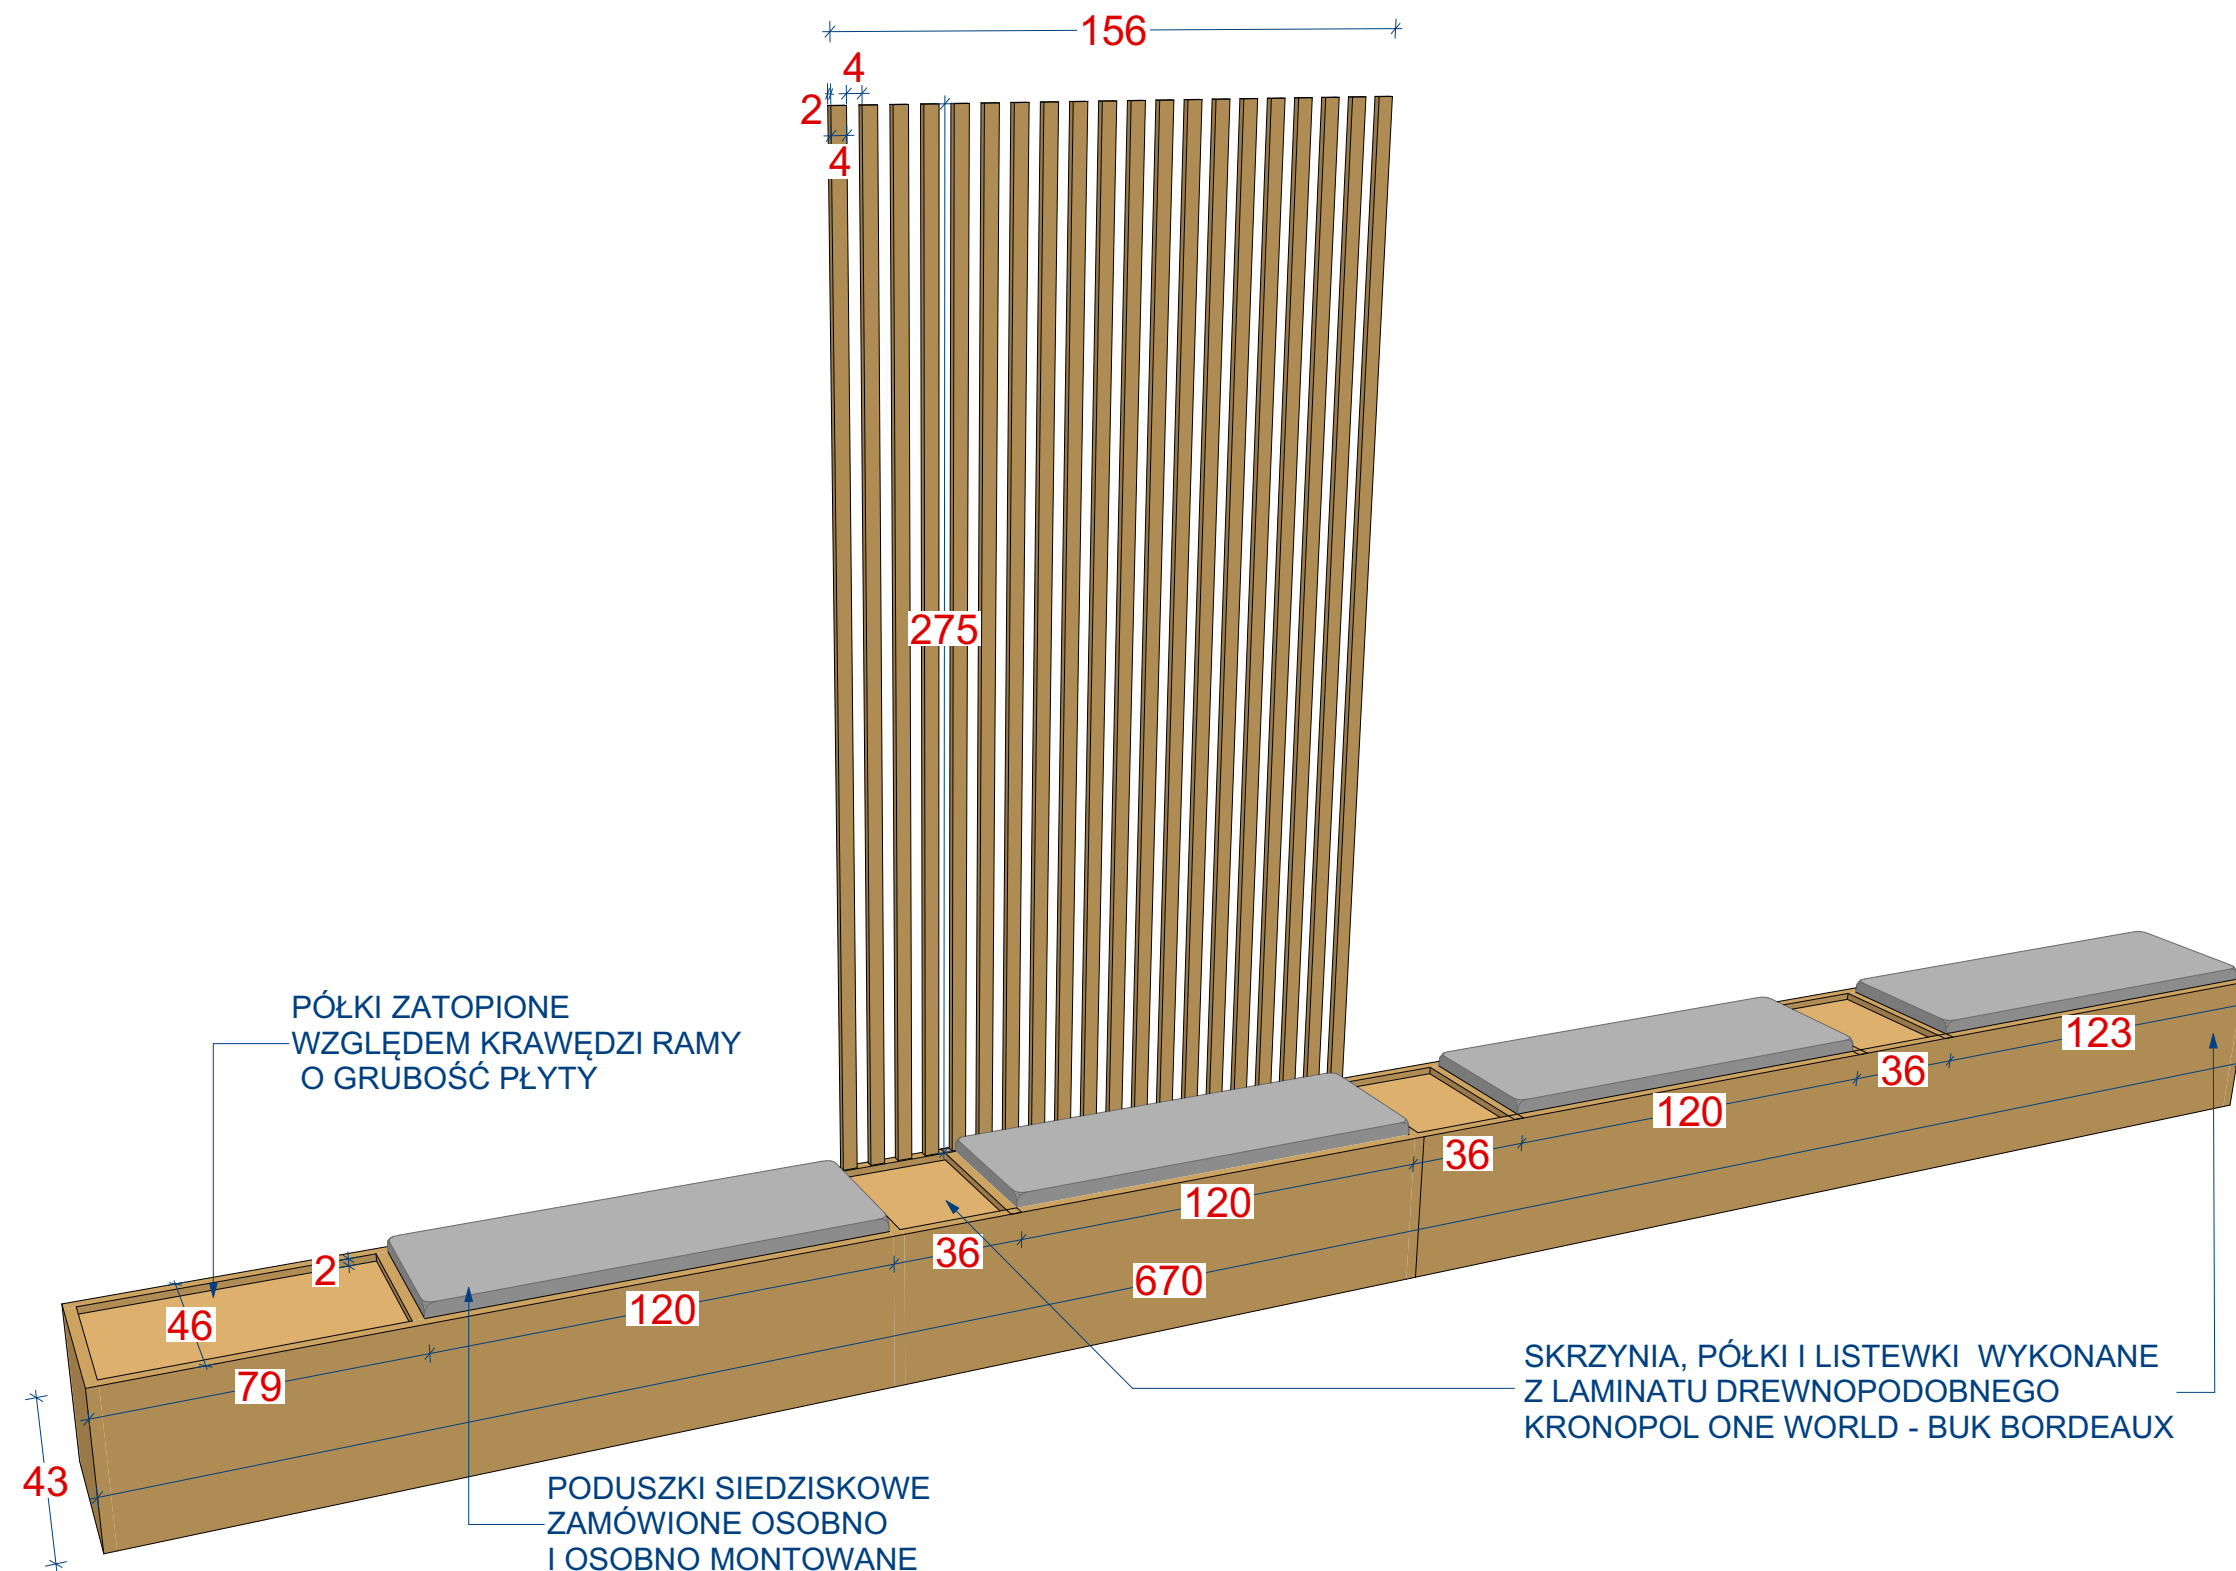 156
4
2
4
275
PÓŁKI ZATOPIONE
WZGLĘDEM KRAWĘDZI RAMY
O GRUBOŚĆ PŁYTY
123
36
120
36
120
36
670
2
120
46
79
43
SKRZYNIA, PÓŁKI I LISTEWKI WYKONANE
Z LAMINATU DREWNOPODOBNEGO
KRONOPOL ONE WORLD - BUK BORDEAUX
PODUSZKI SIEDZISKOWE
ZAMÓWIONE OSOBNO
I OSOBNO MONTOWANE